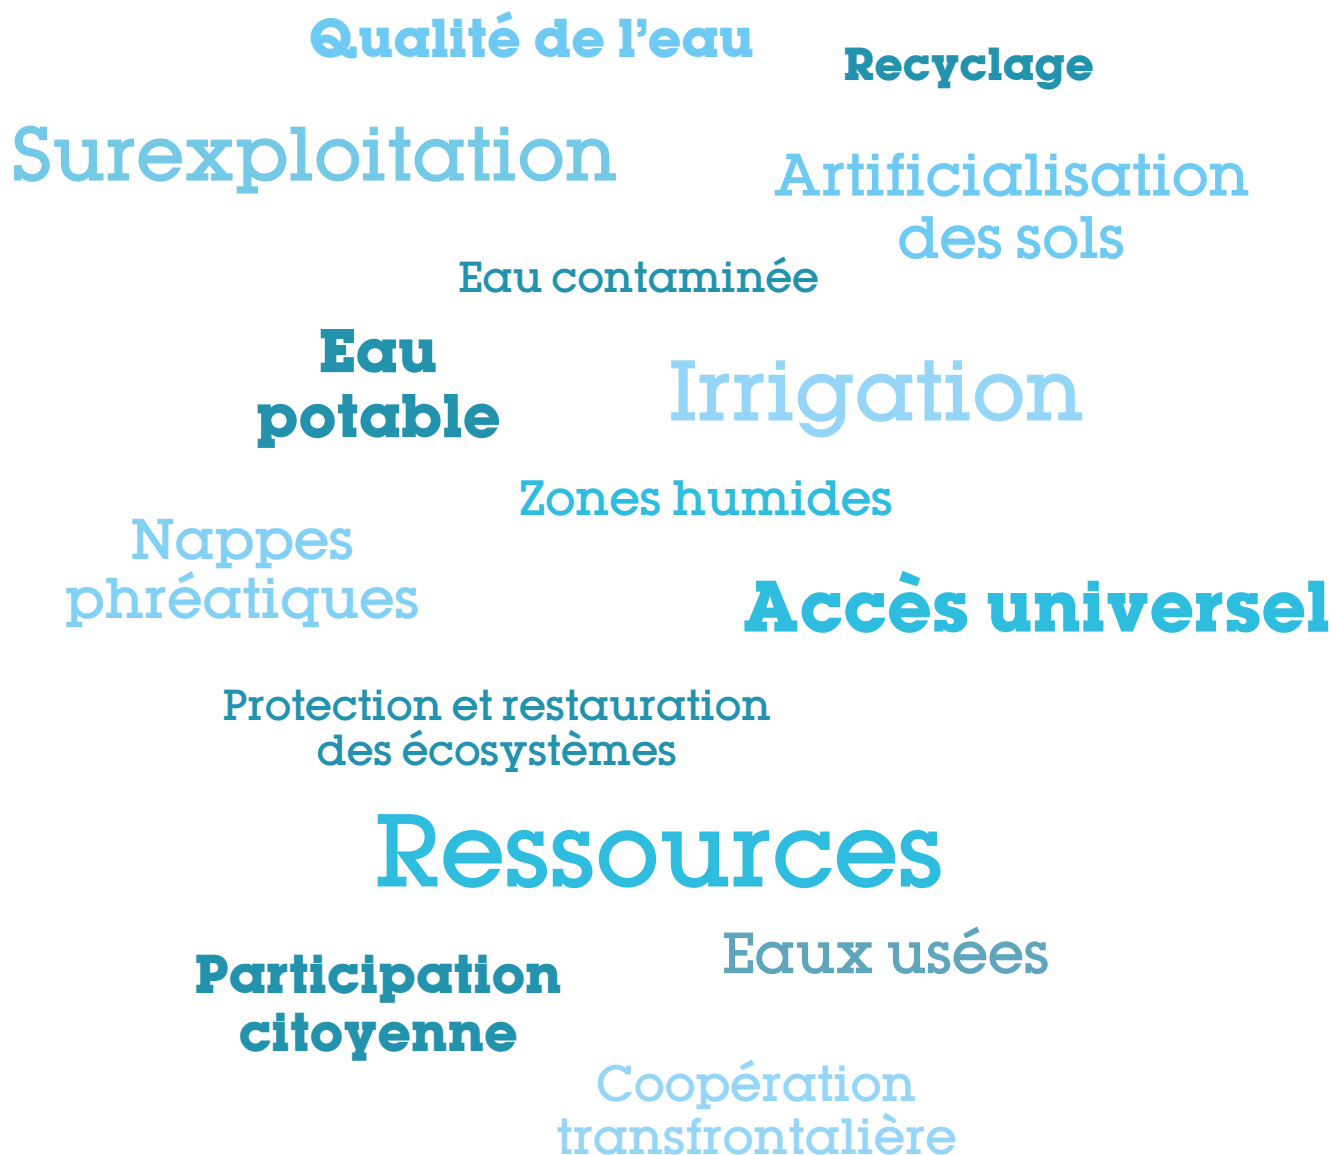 Qualité de l’eau
Recyclage
Surexploitation
Artificialisation
des sols
Eau contaminée
Eau
potable
Irrigation
Zones humides
Nappes
phréatiques
Accès universel
Protection et restauration
des écosystèmes
Ressources
Eaux usées
Participation
citoyenne
Coopération
transfrontalière